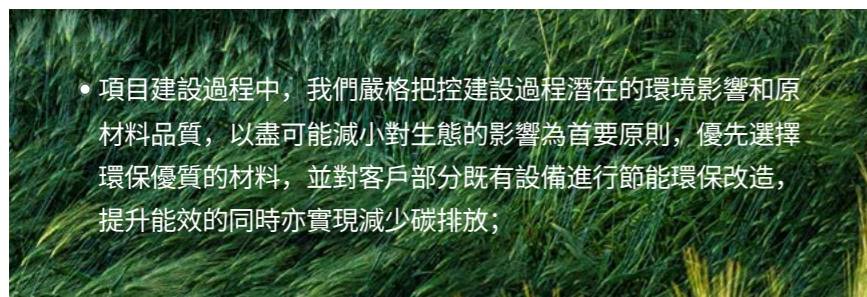 • 項目建設過程中，我們嚴格把控建設過程潛在的環境影響和原
材料品質，以盡可能減小對生態的影響為首要原則，優先選擇
環保優質的材料，並對客戶部分既有設備進行節能環保改造，
提升能效的同時亦實現減少碳排放；